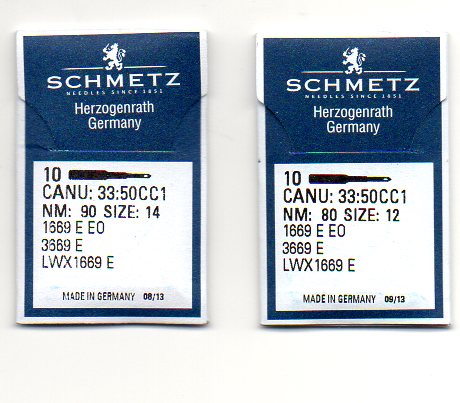 SCHMETZ
NEEDLES SINCE 1851
Herzogenrath
Germany
10
CANU: 33:50CC1
NM: 90 SIZE: 14
1669 E EO
3669 E
LWX1669 E
MADE IN GERMANY 08/13
SCHMETZ
NEEDLES SINCE 1851
Herzogenrath
Germany
10
CANU: 33:50CC1
NM: 80 SIZE: 12
1669 E EO
3669 E
LWX1669 E
MADE IN GERMANY 09/13